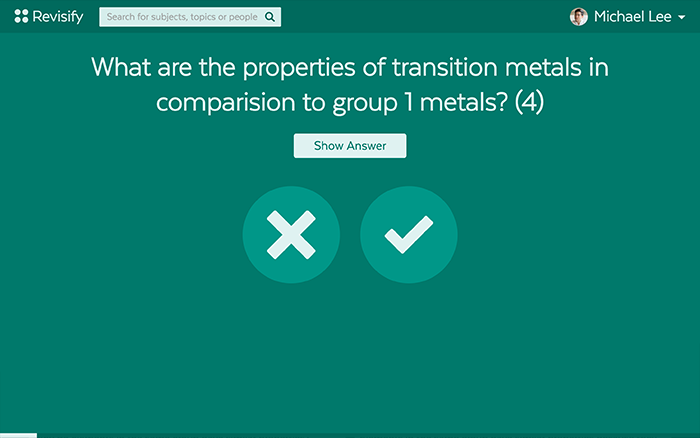 Revisify
Search for subjects, topics or people
Michael Lee
What are the properties of transition metals in
comparision to group 1 metals? (4)
Show Answer